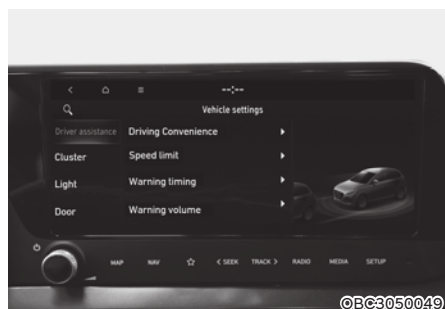 --:--
Vehicle settings
Driver assistance
Driving Convenience
Cluster
Speed limit
Light
Warning timing
Door
Warning volume
MAP NAV < SEEK TRACK > RADIO MEDIA SETUP
OBC3050049